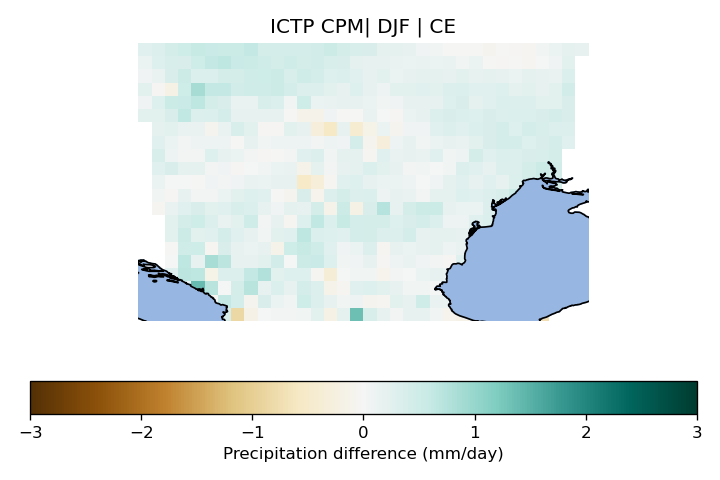 ICTP CPM| DJF | CE
−3 −2 −1 0 1 2 3
Precipitation difference (mm/day)